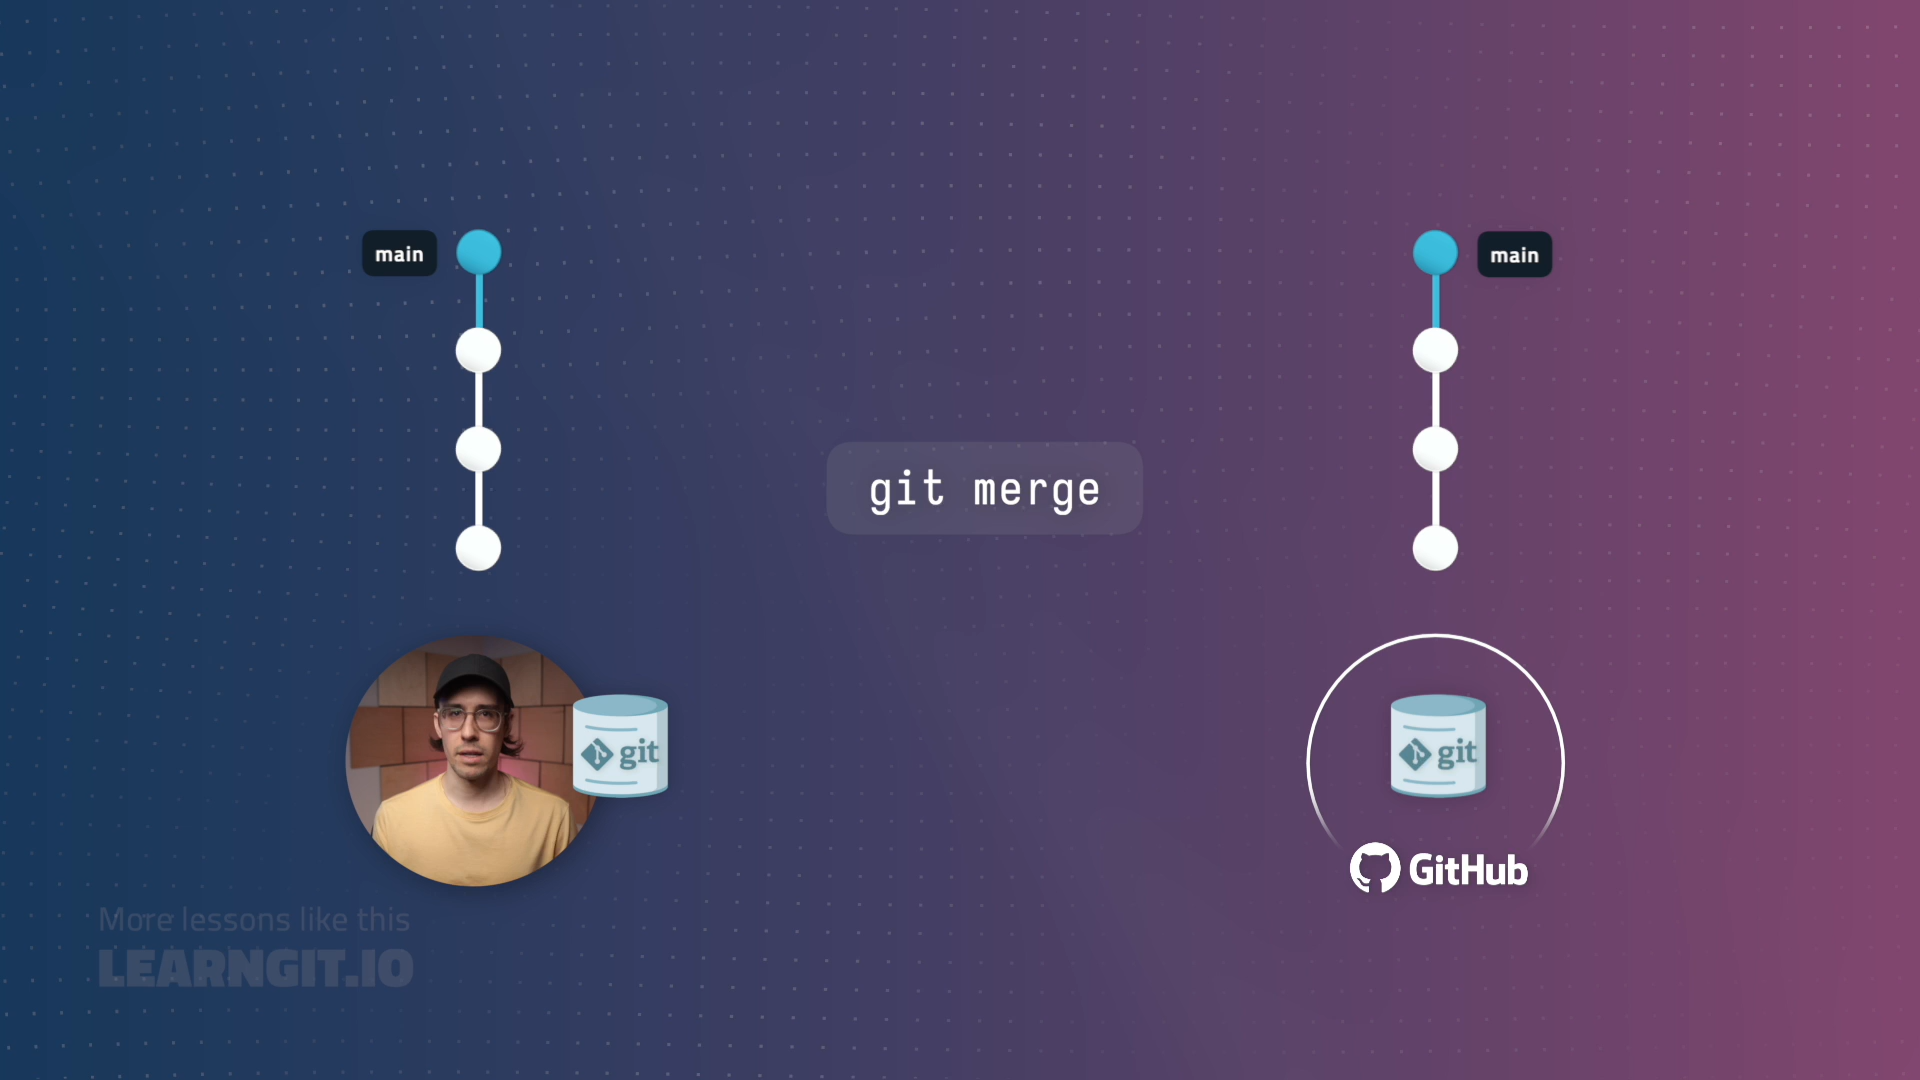 main
main
git merge
git
git
GitHub
More lessons like this
LEARNGIT.IO